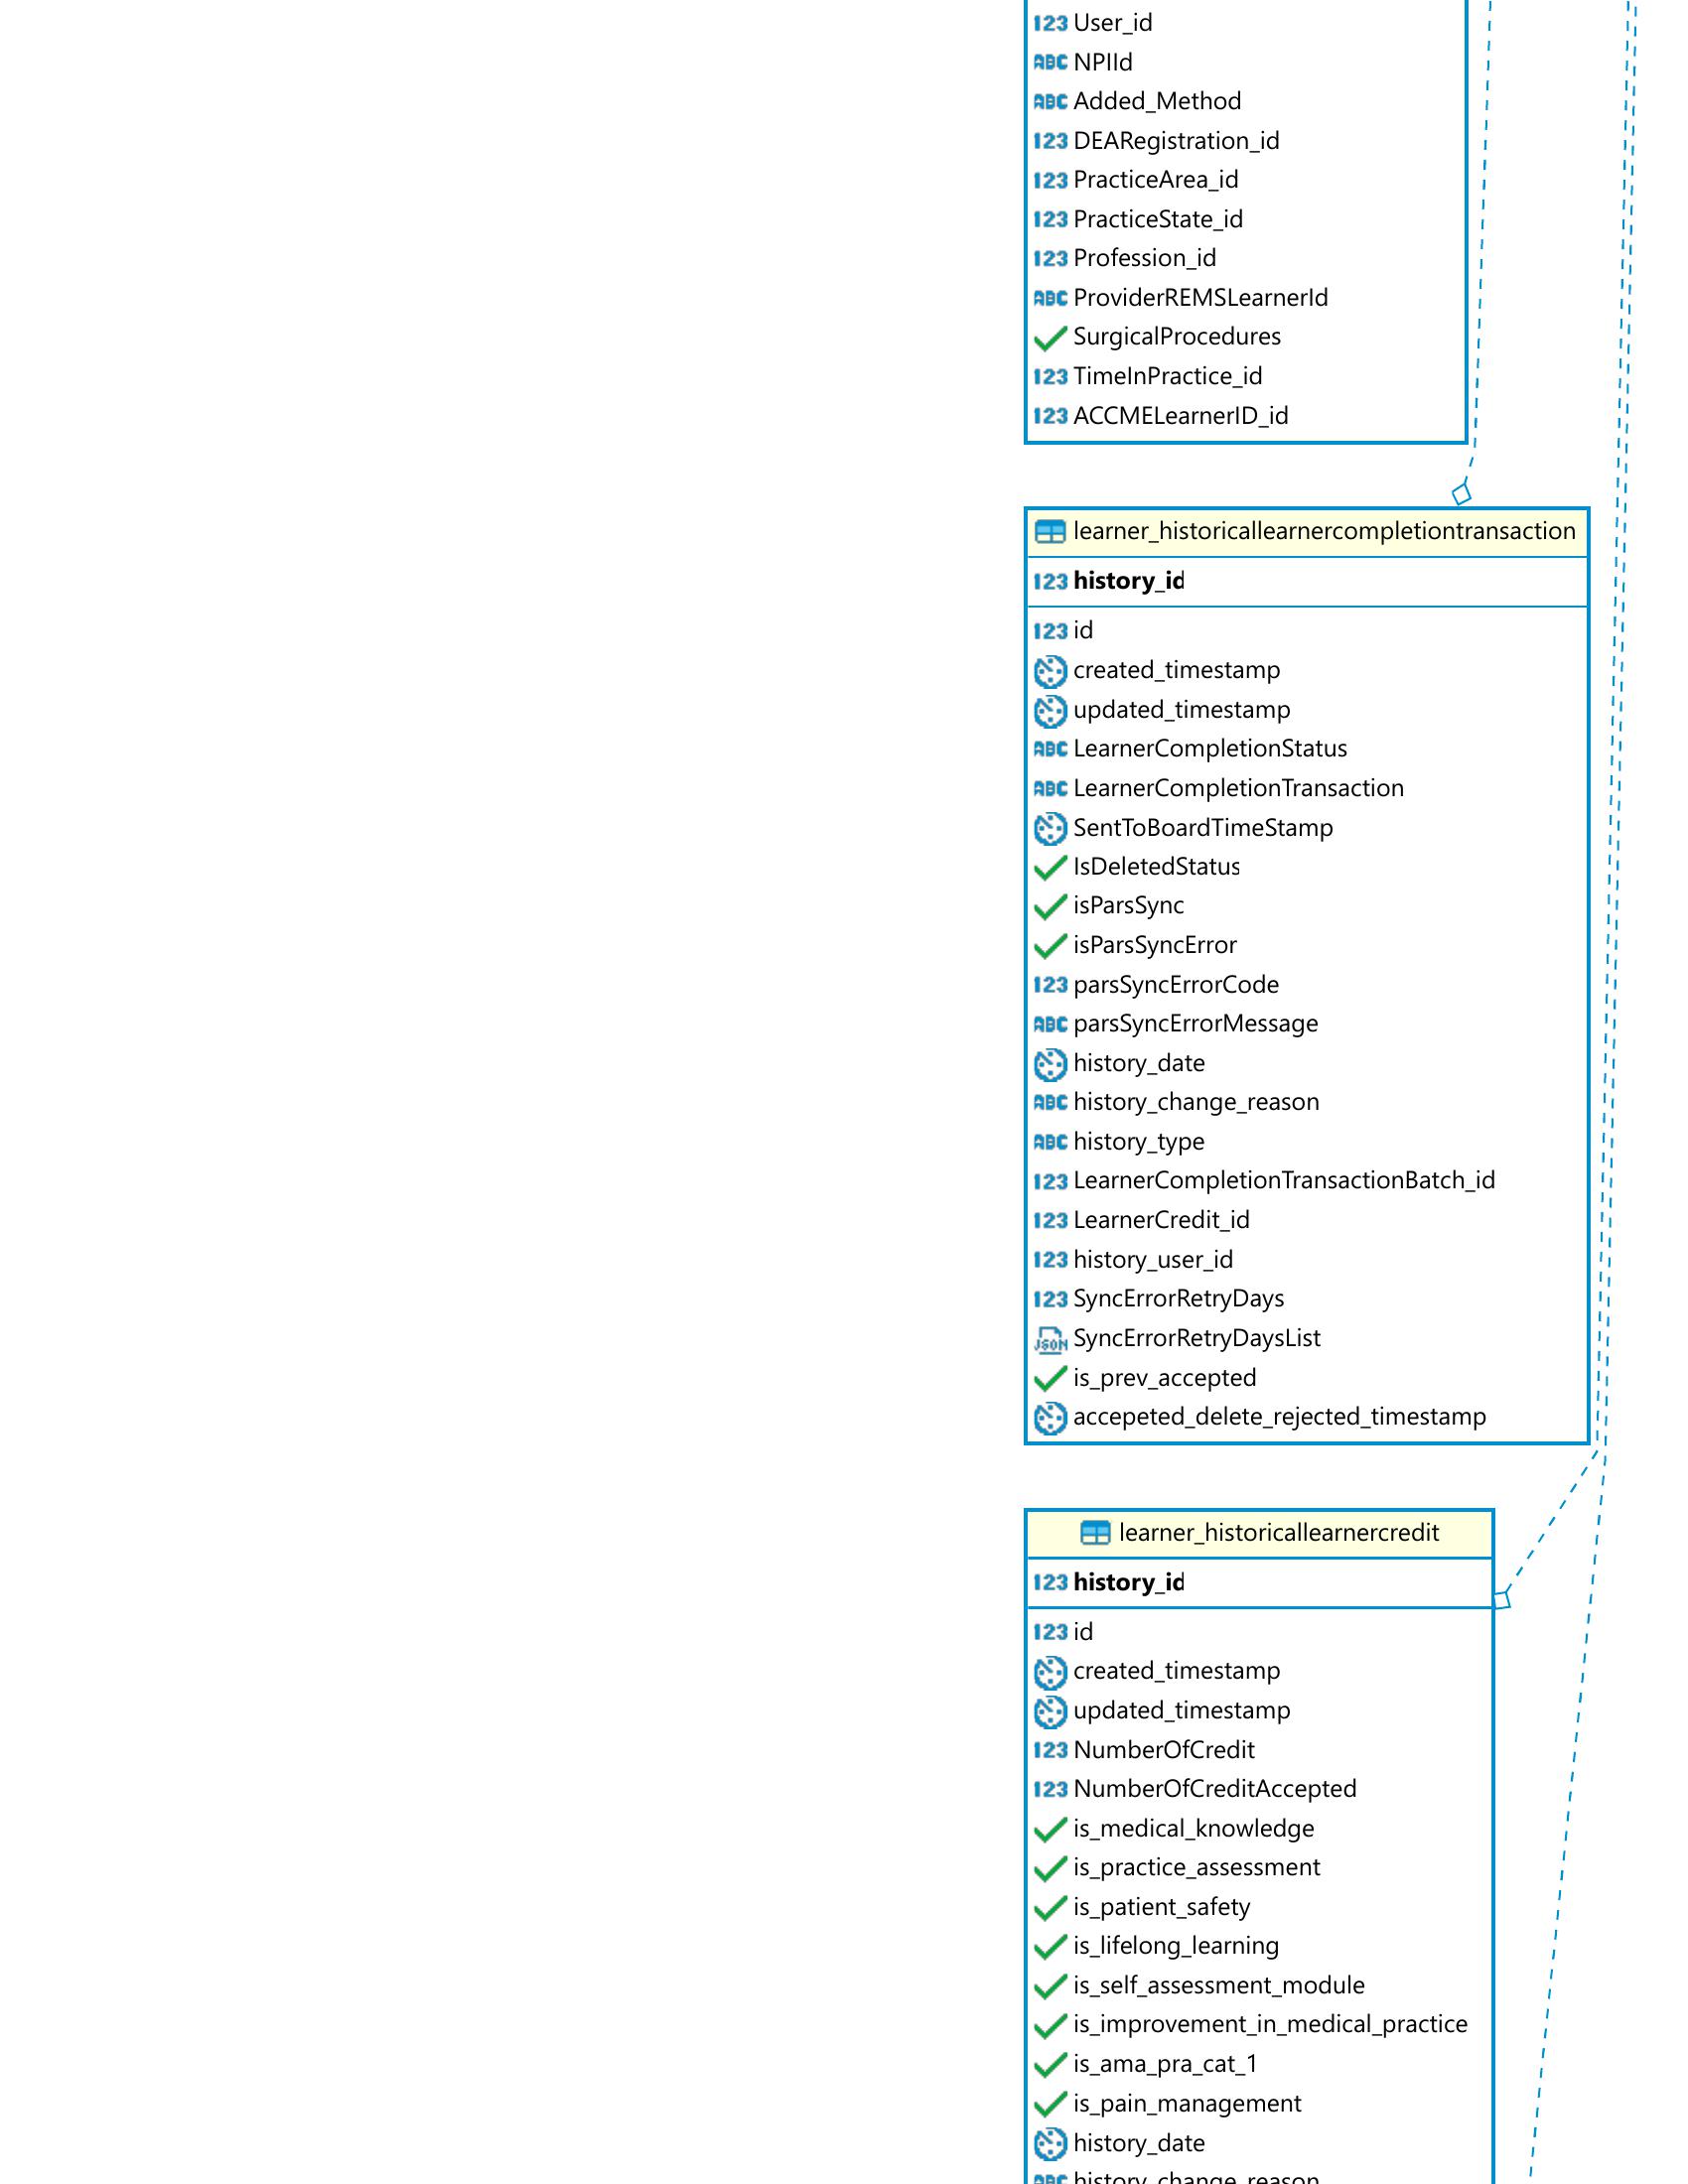 123 User_id
ABC NPIId
ABC Added_Method
123 DEARegistration_id
123 PracticeArea_id
123 PracticeState_id
123 Profession_id
ABC ProviderREMSLearnerId
SurgicalProcedures
123 TimeInPractice_id
123 ACCMELearnerID_id
learner_historicallearnercompletiontransaction
123 history_id
123 id
created_timestamp
updated_timestamp
ABC LearnerCompletionStatus
ABC LearnerCompletionTransaction
SentToBoardTimeStamp
IsDeletedStatus
isParsSync
isParsSyncError
123 parsSyncErrorCode
ABC parsSyncErrorMessage
history_date
ABC history_change_reason
ABC history_type
123 LearnerCompletionTransactionBatch_id
123 LearnerCredit_id
123 history_user_id
123 SyncErrorRetryDays
JSON SyncErrorRetryDaysList
is_prev_accepted
accepeted_delete_rejected_timestamp
learner_historicallearnercredit
123 history_id
123 id
created_timestamp
updated_timestamp
123 NumberOfCredit
123 NumberOfCreditAccepted
is_medical_knowledge
is_practice_assessment
is_patient_safety
is_lifelong_learning
is_self_assessment_module
is_improvement_in_medical_practice
is_ama_pra_cat_1
is_pain_management
history_date
ABC history_change_reason